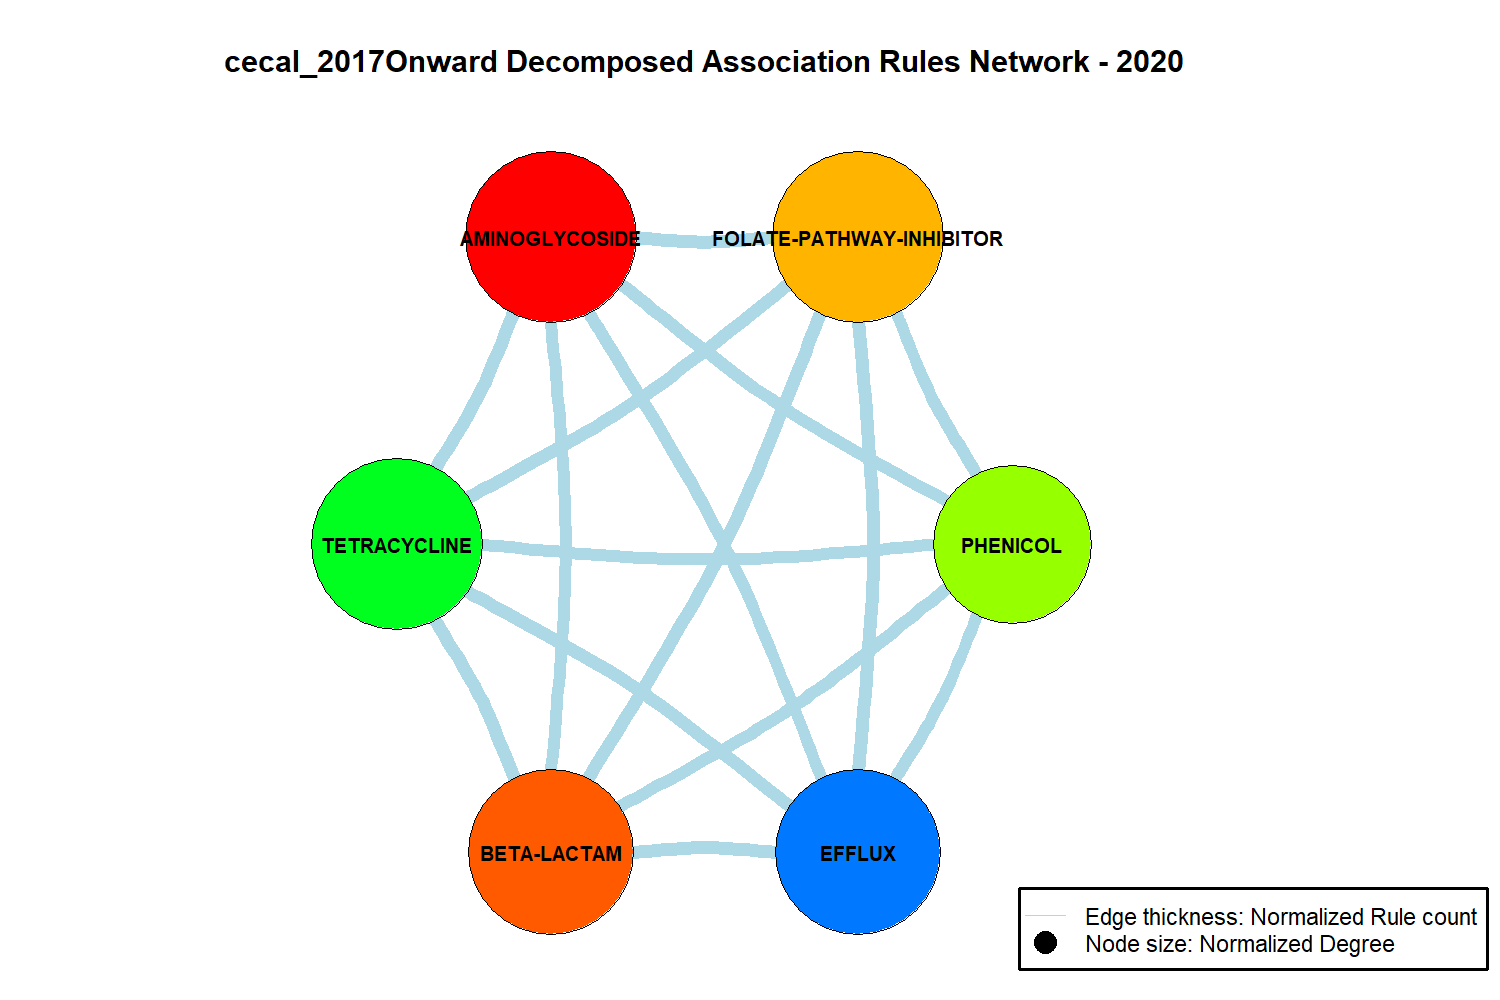 cecal_2017Onward Decomposed Association Rules Network - 2020
AMINOGLYCOSIDE
FOLATE-PATHWAY-INHIBITOR
TETRACYCLINE
PHENICOL
BETA-LACTAM
EFFLUX
Edge thickness: Normalized Rule count
Node size: Normalized Degree